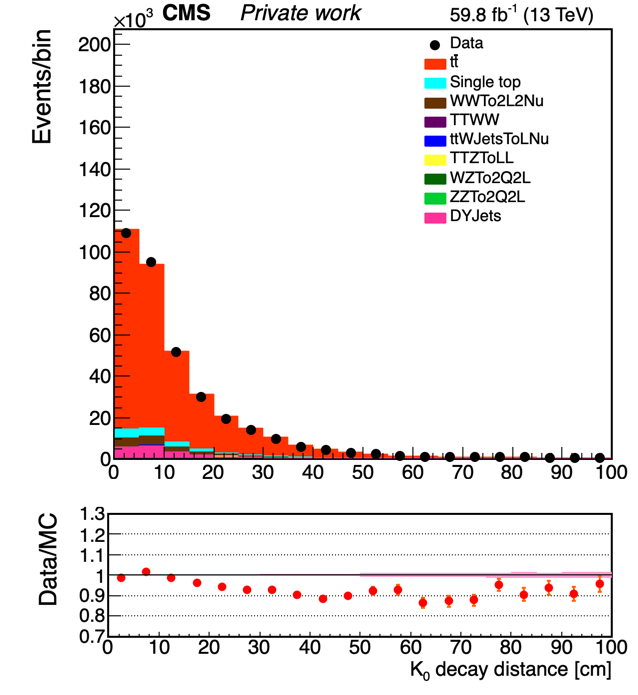 ×10³ CMS Private work 59.8 fb⁻¹ (13 TeV)
Events/bin
200
180
160
140
120
100
80
60
40
20
0
Data
tt̄
Single top
WWTo2L2Nu
TTWW
ttWJetsToLNu
TTZToLL
WZTo2Q2L
ZZTo2Q2L
DYJets
0 10 20 30 40 50 60 70 80 90 100
Data/MC
1.3
1.2
1.1
1
0.9
0.8
0.7
0 10 20 30 40 50 60 70 80 90 100
K₀ decay distance [cm]